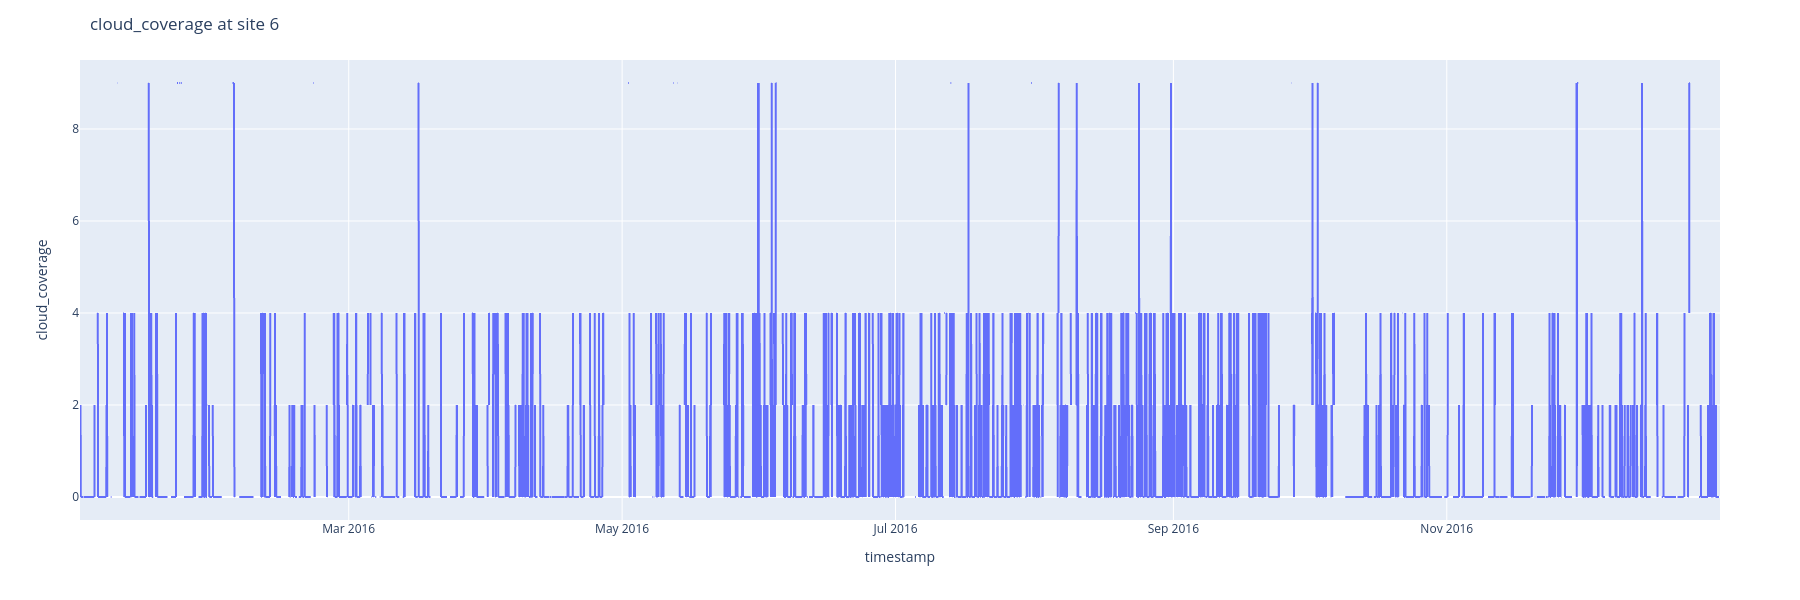 cloud_coverage at site 6
cloud_coverage
8
6
4
2
0
Mar 2016
May 2016
Jul 2016
Sep 2016
Nov 2016
timestamp